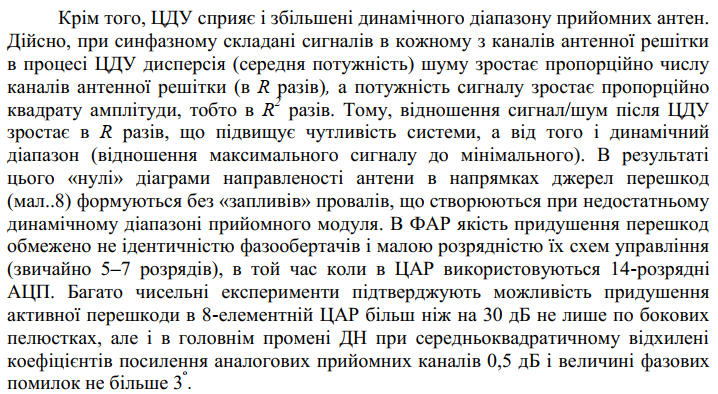 Крім того, ЦДУ сприяє і збільшені динамічного діапазону прийомних антен.
Дійсно, при синфазному складані сигналів в кожному з каналів антенної решітки
в процесі ЦДУ дисперсія (середня потужність) шуму зростає пропорційно числу
каналів антенної решітки (в R разів), а потужність сигналу зростає пропорційно
квадрату амплітуди, тобто в R² разів. Тому, відношення сигнал/шум після ЦДУ
зростає в R разів, що підвищує чутливість системи, а від того і динамічний
діапазон (відношення максимального сигналу до мінімального). В результаті
цього «нулі» діаграми направленості антени в напрямках джерел перешкод
(мал..8) формуються без «запливів» провалів, що створюються при недостатньому
динамічному діапазоні прийомного модуля. В ФАР якість придушення перешкод
обмежено не ідентичністю фазообертачів і малою розрядністю їх схем управління
(звичайно 5–7 розрядів), в той час коли в ЦАР використовуються 14-розрядні
АЦП. Багато чисельні експерименти підтверджують можливість придушення
активної перешкоди в 8-елементній ЦАР більш ніж на 30 дБ не лише по бокових
пелюстках, але і в головнім промені ДН при середньоквадратичному відхилені
коефіцієнтів посилення аналогових прийомних каналів 0,5 дБ і величині фазових
помилок не більше 3°.